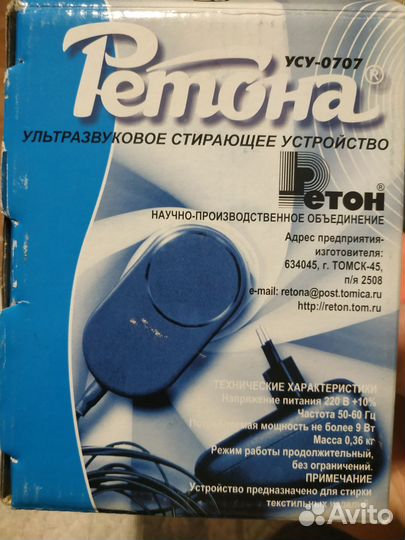 УСУ-0707
Ретона®
УЛЬТРАЗВУКОВОЕ СТИРАЮЩЕЕ УСТРОЙСТВО
Ретон®
НАУЧНО-ПРОИЗВОДСТВЕННОЕ ОБЪЕДИНЕНИЕ
Адрес предприятия-
изготовителя:
634045, г. ТОМСК-45,
п/я 2508
e-mail: retona@post.tomica.ru
http://reton.tom.ru
ТЕХНИЧЕСКИЕ ХАРАКТЕРИСТИКИ
Напряжение питания 220 В +10%
Частота 50-60 Гц
Потребляемая мощность не более 9 Вт
Масса 0,36 кг
Режим работы продолжительный,
без ограничений.
ПРИМЕЧАНИЕ
Устройство предназначено для стирки
текстильных
Avito